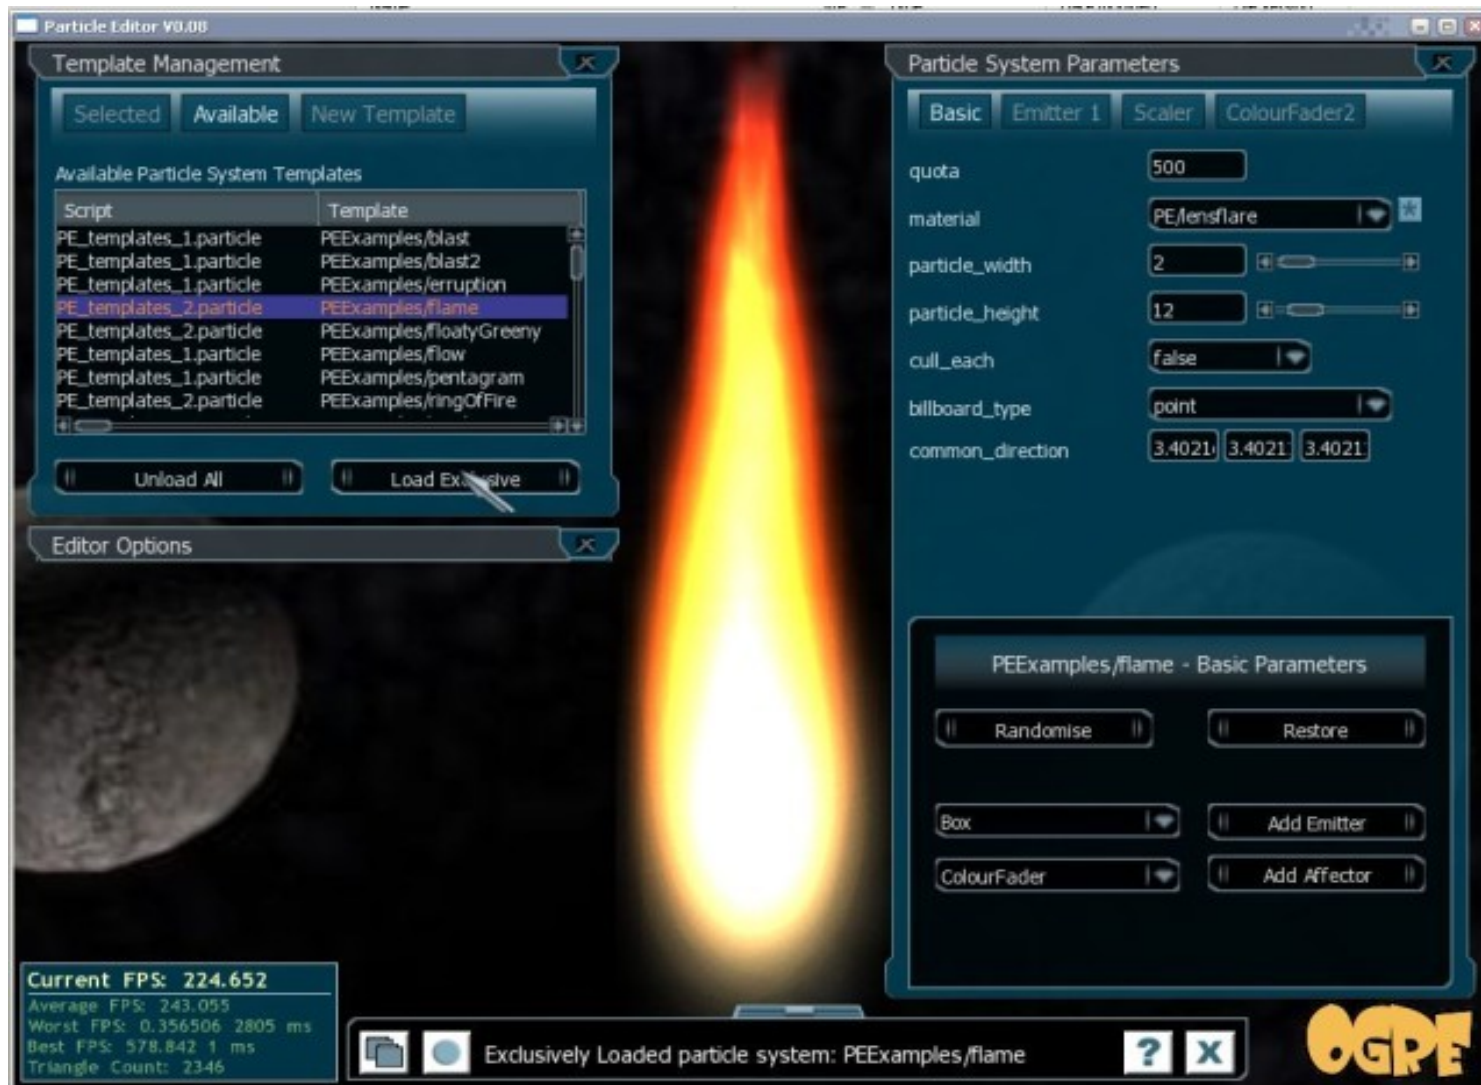 Particle Editor V0.08
Template Management
Selected Available New Template
Available Particle System Templates
Script Template
PE_templates_1.particle PEExamples/blast
PE_templates_1.particle PEExamples/blast2
PE_templates_1.particle PEExamples/erruption
PE_templates_2.particle PEExamples/flame
PE_templates_2.particle PEExamples/floatyGreeny
PE_templates_1.particle PEExamples/flow
PE_templates_1.particle PEExamples/pentagram
PE_templates_2.particle PEExamples/ringOfFire
Unload All Load Exclusive
Editor Options
Particle System Parameters
Basic Emitter 1 Scaler ColourFader2
quota 500
material PE/lensflare
particle_width 2
particle_height 12
cull_each false
billboard_type point
common_direction 3.4021 3.4021 3.4021
PEExamples/flame - Basic Parameters
Randomise Restore
Box Add Emitter
ColourFader Add Affector
Current FPS: 224.652
Average FPS: 243.055
Worst FPS: 0.356506 2805 ms
Best FPS: 578.842 1 ms
Triangle Count: 2346
Exclusively Loaded particle system: PEExamples/flame
? X
OGRE